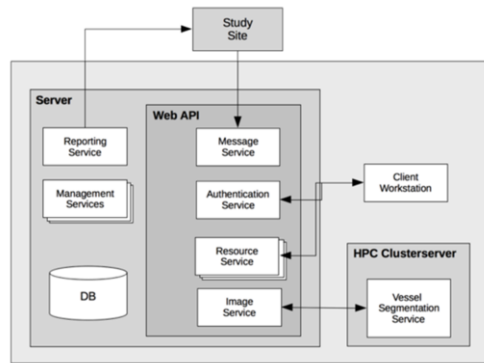 Study
Site
Server
Web API
Reporting
Service
Message
Service
Management
Services
Authentication
Service
Client
Workstation
Resource
Service
HPC Clusterserver
DB
Image
Service
Vessel
Segmentation
Service